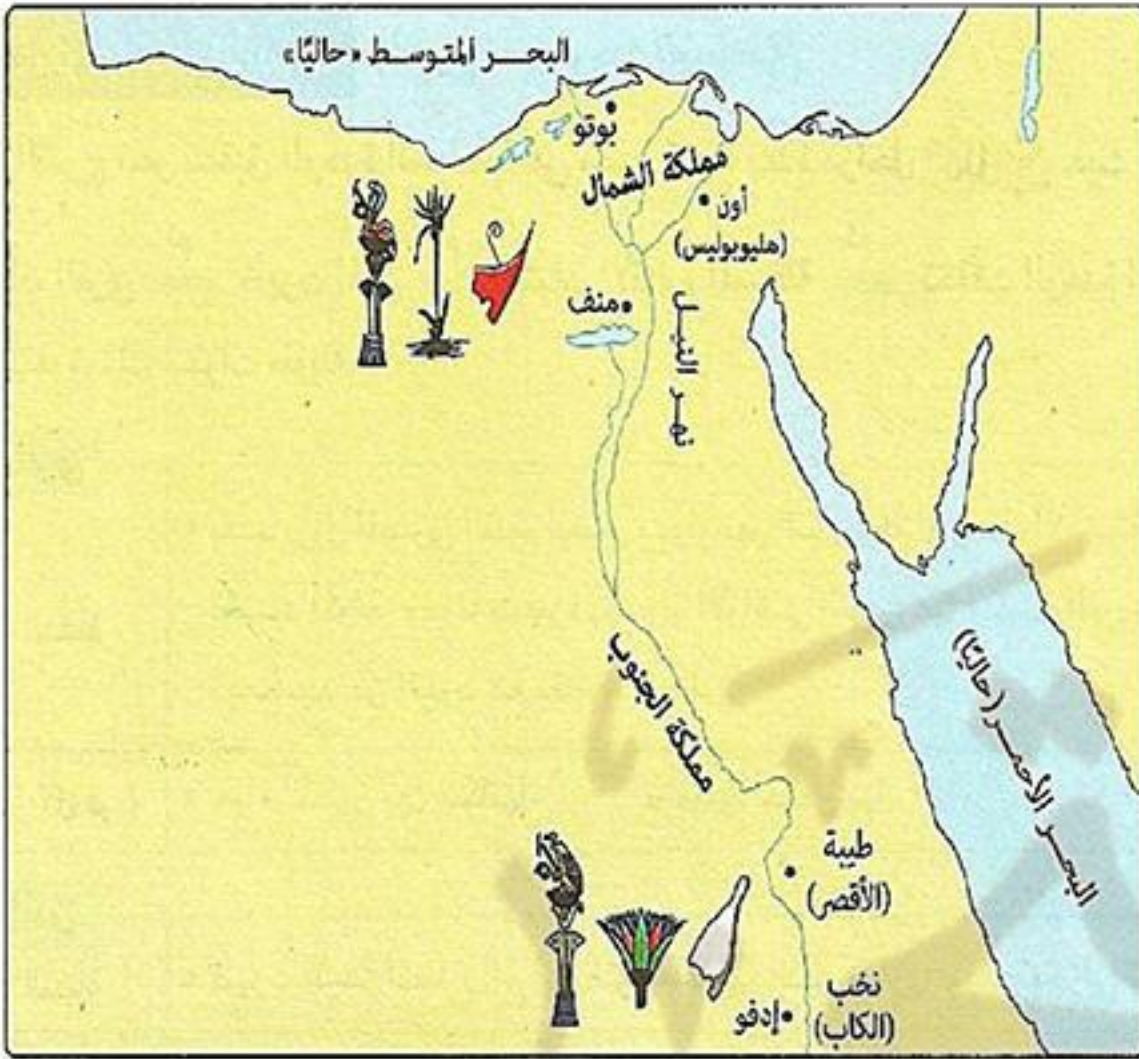 البحر المتوسط «حاليًا»
بوتو
مملكة الشمال
أون
(هليوبوليس)
منف
نهر النيل
مملكة الجنوب
البحر الأحمر (حاليًا)
طيبة
(الأقصر)
نخب
(الكاب)
إدفو